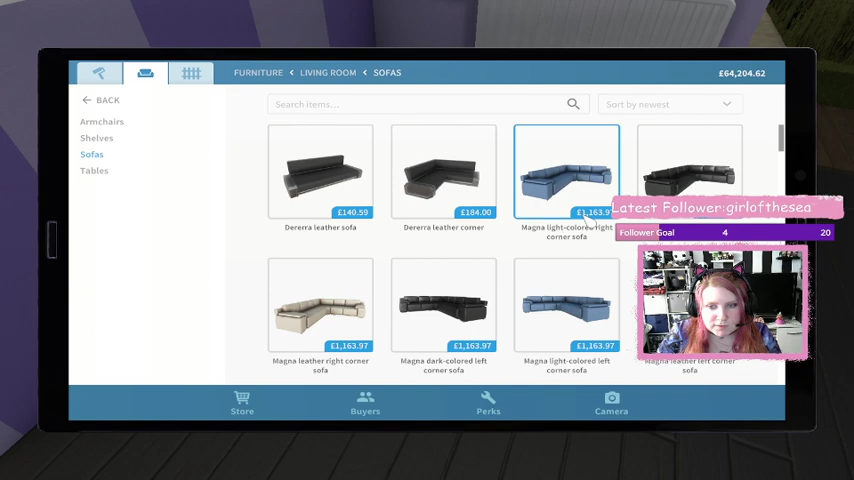 FURNITURE < LIVING ROOM < SOFAS
£64,204.62
BACK
Search items...
Sort by newest
Armchairs
Shelves
Sofas
Tables
£140.59
£184.00
Dererra leather sofa
Dererra leather corner
Magna light-colored right
corner sofa
Latest Follower:girlofthesea
Follower Goal
4
20
£1,163.97
£1,163.97
£1,163.97
Magna leather right corner
sofa
Magna dark-colored left
corner sofa
Magna light-colored left
corner sofa
Magna leather left corner
sofa
Store
Buyers
Perks
Camera